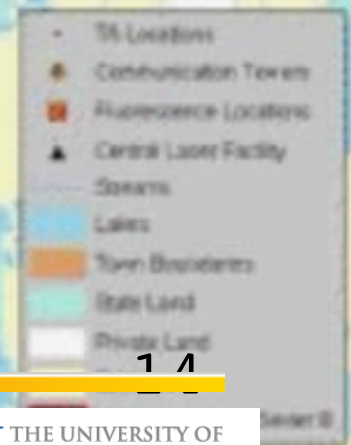 TA Locations
Communication Towers
Fluorescence Locations
Central Laser Facility
Streams
Lakes
Town Boundaries
State Land
Private Land
14
THE UNIVERSITY OF